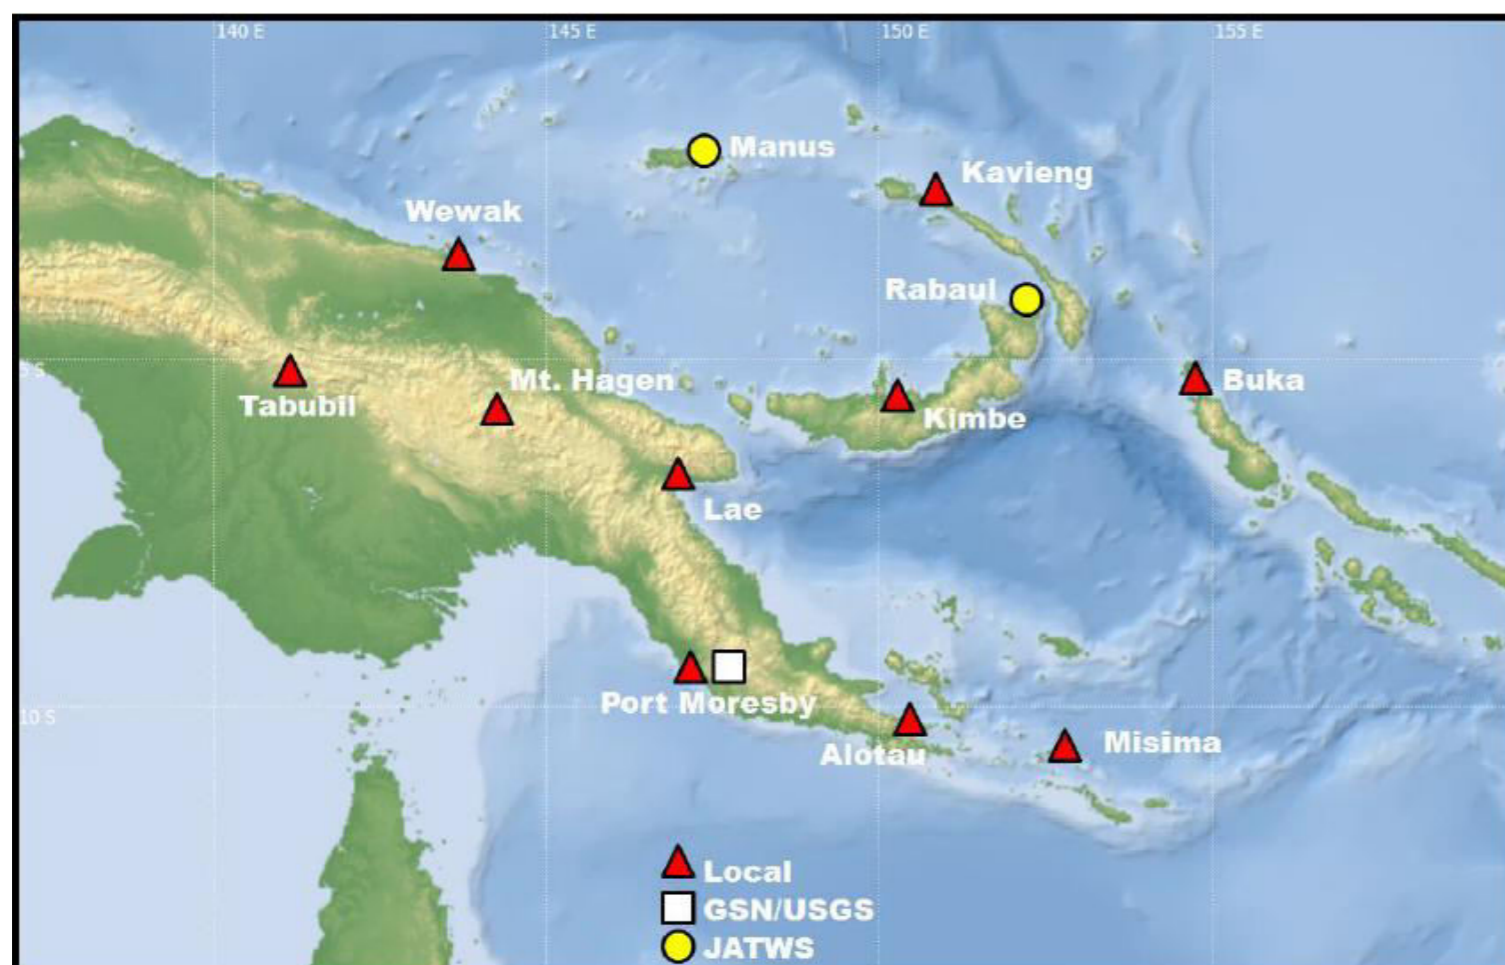 140 E
145 E
150 E
155 E
Manus
Kavieng
Wewak
Rabaul
5 S
Mt. Hagen
Buka
Tabubil
Kimbe
Lae
Port Moresby
10 S
Alotau
Misima
Local
GSN/USGS
JATWS